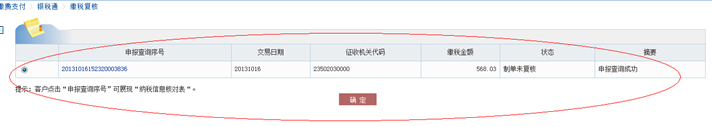 缴费支付 > 银税通 > 缴税复核
申报查询序号 交易日期 征收机关代码 缴税金额 状态 摘要
20131016152320003836 20131016 23502030000 568.03 制单未复核 申报查询成功
提示：客户点击“申报查询序号”可展现“纳税信息核对表”。
确 定